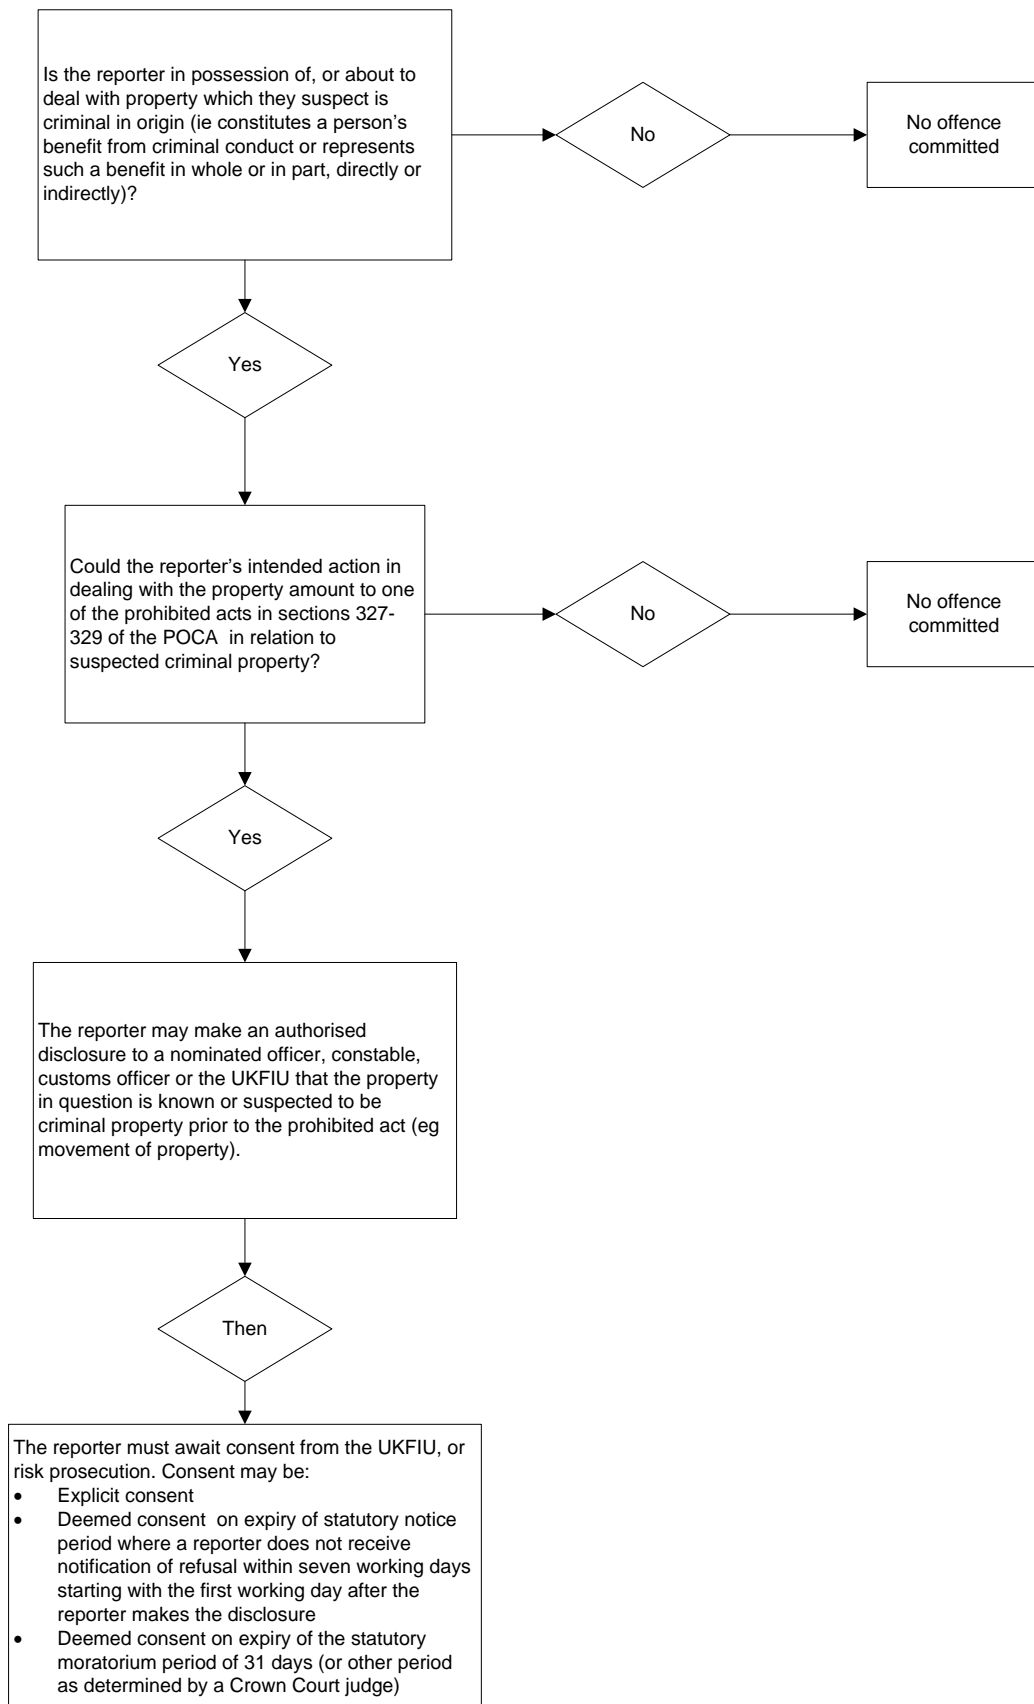 Is the reporter in possession of, or about to
deal with property which they suspect is
criminal in origin (ie constitutes a person’s
benefit from criminal conduct or represents
such a benefit in whole or in part, directly or
indirectly)?
No
No offence
committed
Yes
Could the reporter’s intended action in
dealing with the property amount to one
of the prohibited acts in sections 327-
329 of the POCA in relation to
suspected criminal property?
No
No offence
committed
Yes
The reporter may make an authorised
disclosure to a nominated officer, constable,
customs officer or the UKFIU that the property
in question is known or suspected to be
criminal property prior to the prohibited act (eg
movement of property).
Then
The reporter must await consent from the UKFIU, or
risk prosecution. Consent may be:
• Explicit consent
• Deemed consent on expiry of statutory notice
period where a reporter does not receive
notification of refusal within seven working days
starting with the first working day after the
reporter makes the disclosure
• Deemed consent on expiry of the statutory
moratorium period of 31 days (or other period
as determined by a Crown Court judge)